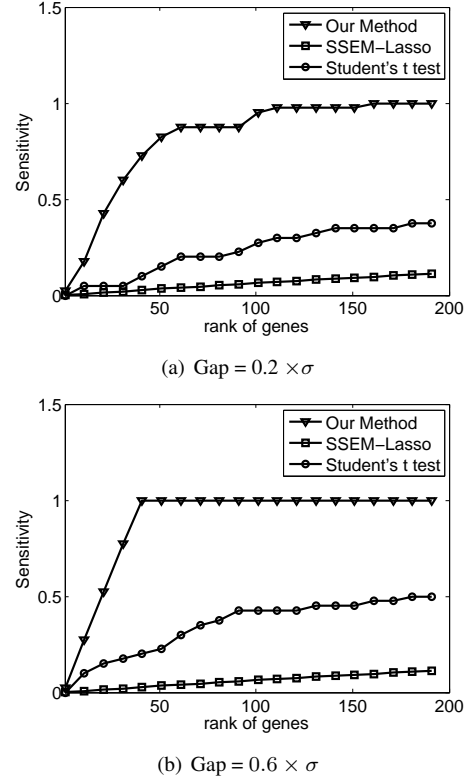 1.5
Our Method
SSEM−Lasso
Student's t test
1
Sensitivity
0.5
0
50 100 150 200
rank of genes
(a) Gap = 0.2 ×σ
1.5
Our Method
SSEM−Lasso
Student's t test
1
Sensitivity
0.5
0
50 100 150 200
rank of genes
(b) Gap = 0.6 × σ